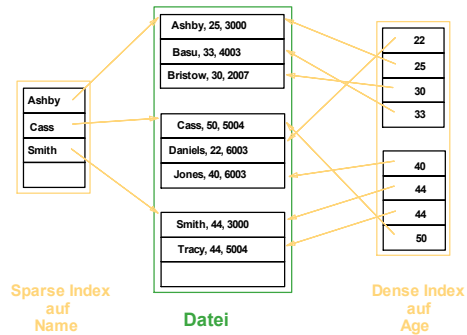 Ashby
Cass
Smith
Sparse Index
auf
Name
Ashby, 25, 3000
Basu, 33, 4003
Bristow, 30, 2007
Cass, 50, 5004
Daniels, 22, 6003
Jones, 40, 6003
Smith, 44, 3000
Tracy, 44, 5004
Datei
22
25
30
33
40
44
44
50
Dense Index
auf
Age